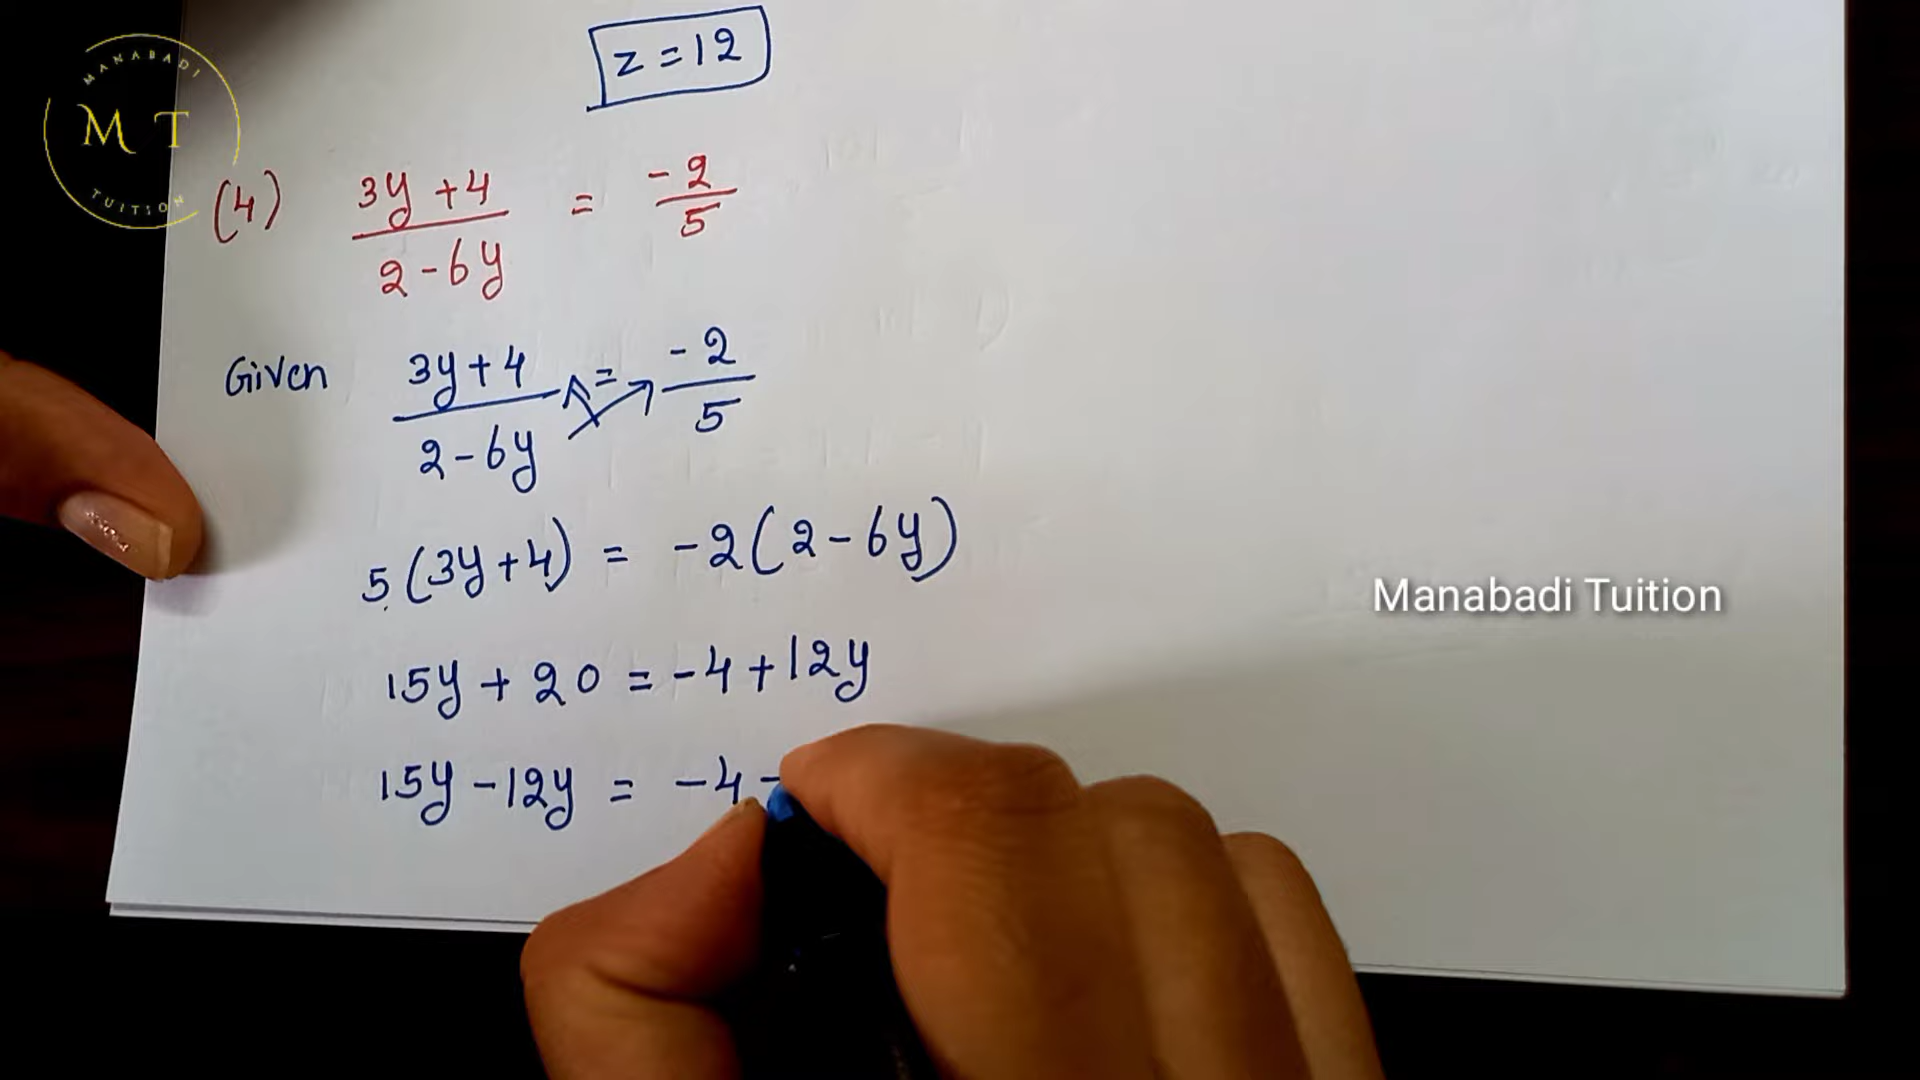 MANABADI
MT
TUITION
z = 12
(4) (3y + 4)/(2 - 6y) = -2/5
Given (3y + 4)/(2 - 6y) = -2/5
5(3y + 4) = -2(2 - 6y)
15y + 20 = -4 + 12y
15y - 12y = -4 -
Manabadi Tuition